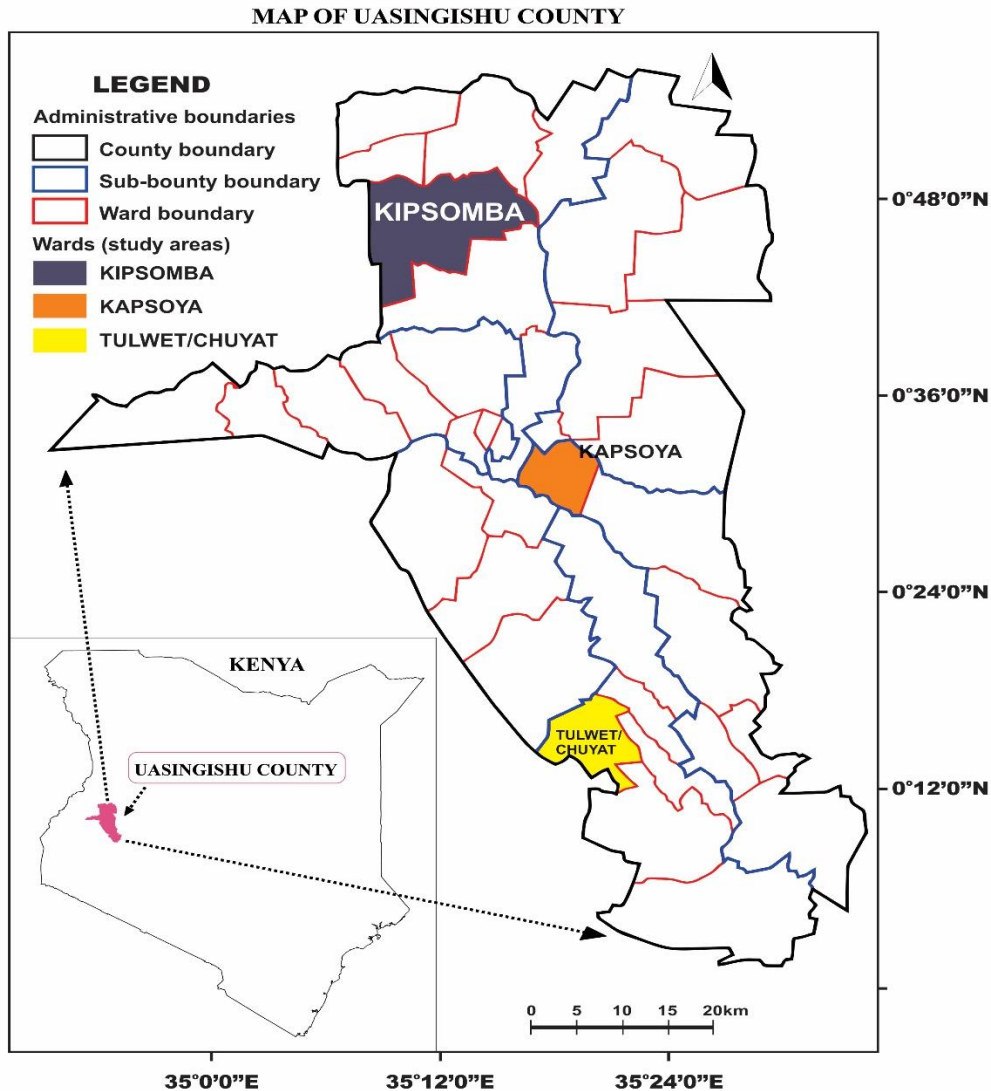 MAP OF UASINGISHU COUNTY
LEGEND
Administrative boundaries
County boundary
Sub-bounty boundary
Ward boundary
Wards (study areas)
KIPSOMBA
KAPSOYA
TULWET/CHUYAT
KIPSOMBA
KAPSOYA
TULWET/
CHUYAT
0°48’0”N
0°36’0”N
0°24’0”N
0°12’0”N
KENYA
UASINGISHU COUNTY
0 5 10 15 20km
35°0’0”E 35°12’0”E 35°24’0”E